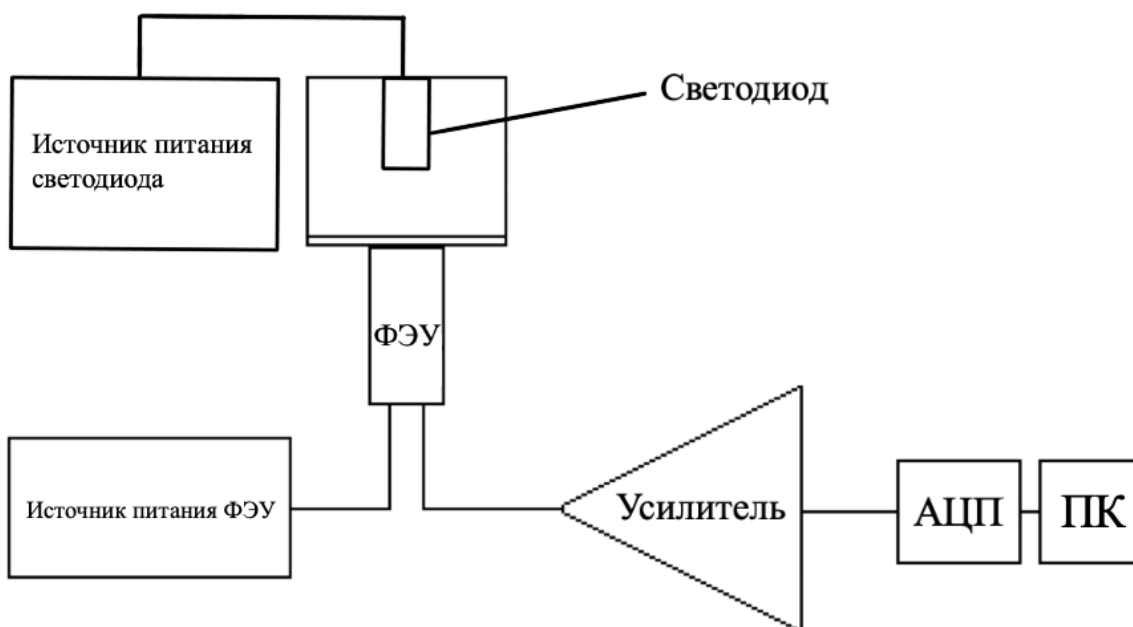 Светодиод
Источник питания
светодиода
ФЭУ
Источник питания ФЭУ
Усилитель
АЦП
ПК